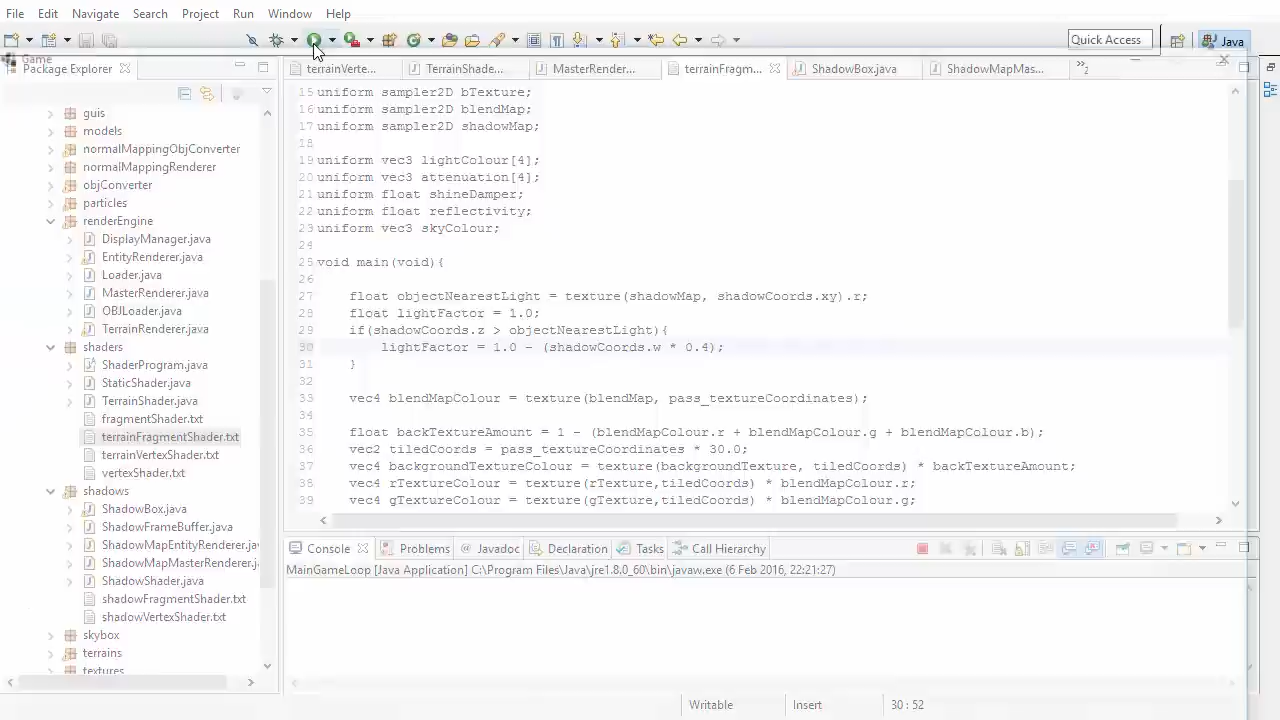 File Edit Navigate Search Project Run Window Help
Quick Access
Java
Game
Package Explorer
terrainVerte...
TerrainShade...
MasterRender...
terrainFragm...
ShadowBox.java
ShadowMapMas...
»2
guis
models
normalMappingObjConverter
normalMappingRenderer
objConverter
particles
renderEngine
DisplayManager.java
EntityRenderer.java
Loader.java
MasterRenderer.java
OBJLoader.java
TerrainRenderer.java
shaders
ShaderProgram.java
StaticShader.java
TerrainShader.java
fragmentShader.txt
terrainFragmentShader.txt
terrainVertexShader.txt
vertexShader.txt
shadows
ShadowBox.java
ShadowFrameBuffer.java
ShadowMapEntityRenderer.ja
ShadowMapMasterRenderer.j
ShadowShader.java
shadowFragmentShader.txt
shadowVertexShader.txt
skybox
terrains
textures
15 uniform sampler2D bTexture;
16 uniform sampler2D blendMap;
17 uniform sampler2D shadowMap;
18
19 uniform vec3 lightColour[4];
20 uniform vec3 attenuation[4];
21 uniform float shineDamper;
22 uniform float reflectivity;
23 uniform vec3 skyColour;
24
25 void main(void){
26
27 float objectNearestLight = texture(shadowMap, shadowCoords.xy).r;
28 float lightFactor = 1.0;
29 if(shadowCoords.z > objectNearestLight){
30 lightFactor = 1.0 - (shadowCoords.w * 0.4);
31 }
32
33 vec4 blendMapColour = texture(blendMap, pass_textureCoordinates);
34
35 float backTextureAmount = 1 - (blendMapColour.r + blendMapColour.g + blendMapColour.b);
36 vec2 tiledCoords = pass_textureCoordinates * 30.0;
37 vec4 backgroundTextureColour = texture(backgroundTexture, tiledCoords) * backTextureAmount;
38 vec4 rTextureColour = texture(rTexture,tiledCoords) * blendMapColour.r;
39 vec4 gTextureColour = texture(gTexture,tiledCoords) * blendMapColour.g;
Console Problems @ Javadoc Declaration Tasks Call Hierarchy
MainGameLoop [Java Application] C:\Program Files\Java\jre1.8.0_60\bin\javaw.exe (6 Feb 2016, 22:21:27)
Writable Insert 30 : 52